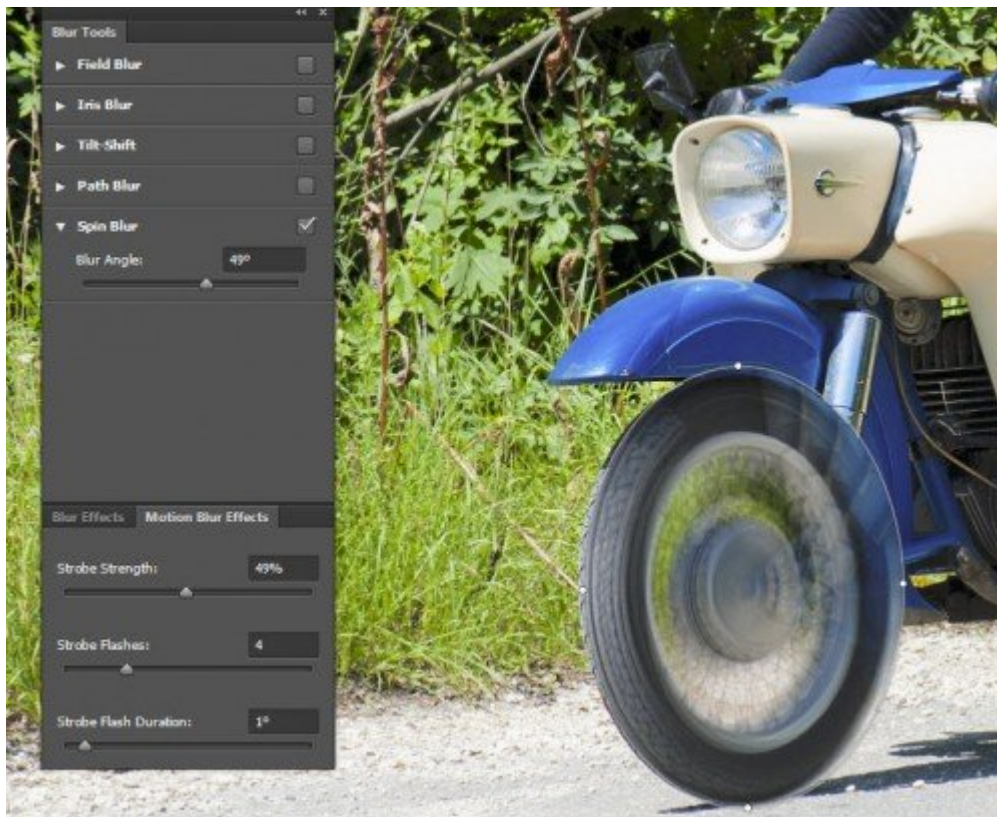 Blur Tools
Field Blur
Iris Blur
Tilt-Shift
Path Blur
Spin Blur
Blur Angle: 49°
Blur Effects Motion Blur Effects
Strobe Strength: 49%
Strobe Flashes: 4
Strobe Flash Duration: 1°